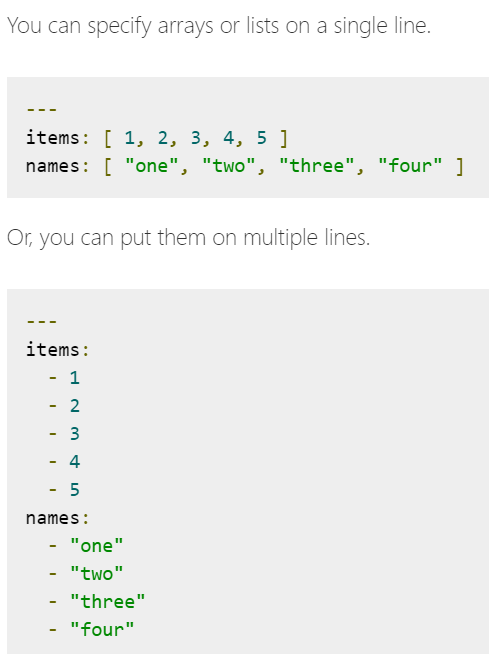 You can specify arrays or lists on a single line.
---
items: [ 1, 2, 3, 4, 5 ]
names: [ "one", "two", "three", "four" ]
Or, you can put them on multiple lines.
---
items:
  - 1
  - 2
  - 3
  - 4
  - 5
names:
  - "one"
  - "two"
  - "three"
  - "four"